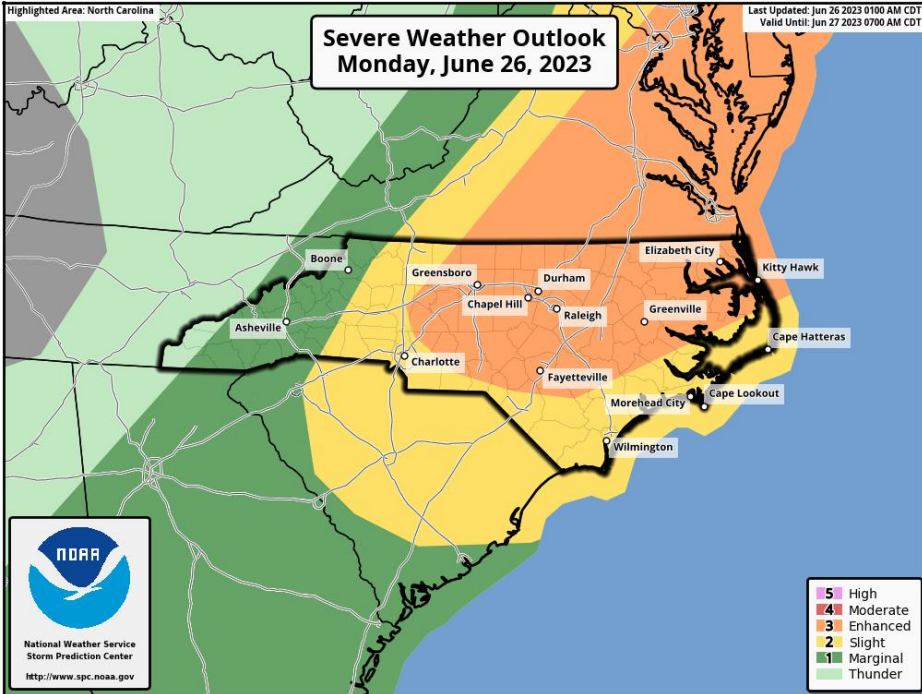 Highlighted Area: North Carolina
Last Updated: Jun 26 2023 0100 AM CDT
Valid Until: Jun 27 2023 0700 AM CDT
Severe Weather Outlook
Monday, June 26, 2023
Boone
Greensboro
Durham
Elizabeth City
Kitty Hawk
Chapel Hill
Raleigh
Greenville
Asheville
Charlotte
Cape Hatteras
Fayetteville
Morehead City
Cape Lookout
Wilmington
NOAA
National Weather Service
Storm Prediction Center
http://www.spc.noaa.gov
5 High
4 Moderate
3 Enhanced
2 Slight
1 Marginal
Thunder